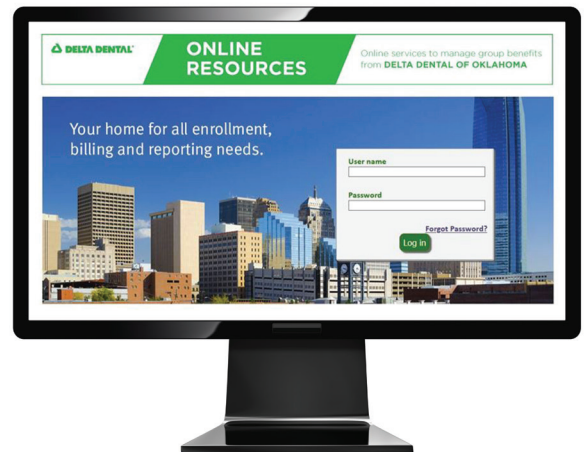 DELTA DENTAL
ONLINE
RESOURCES
Online services to manage group benefits
from DELTA DENTAL OF OKLAHOMA
Your home for all enrollment,
billing and reporting needs.
User name
Password
Forgot Password?
Log in